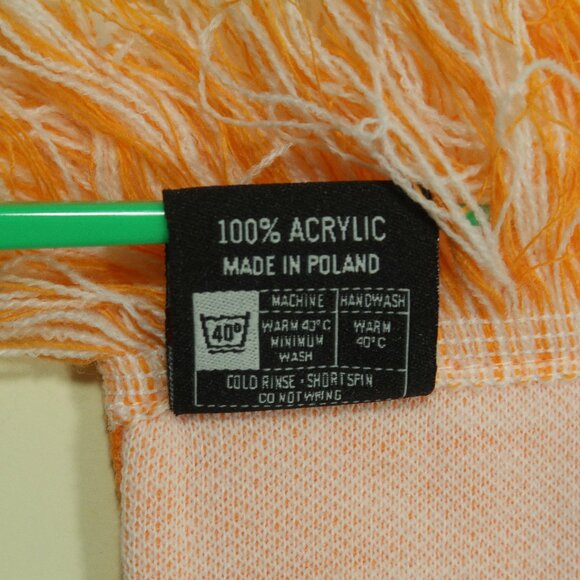 100% ACRYLIC
MADE IN POLAND
40°
MACHINE
WARM 40°C
MINIMUM
WASH
HANDWASH
WARM
40°C
COLD RINSE · SHORT SPIN
DO NOT WRING